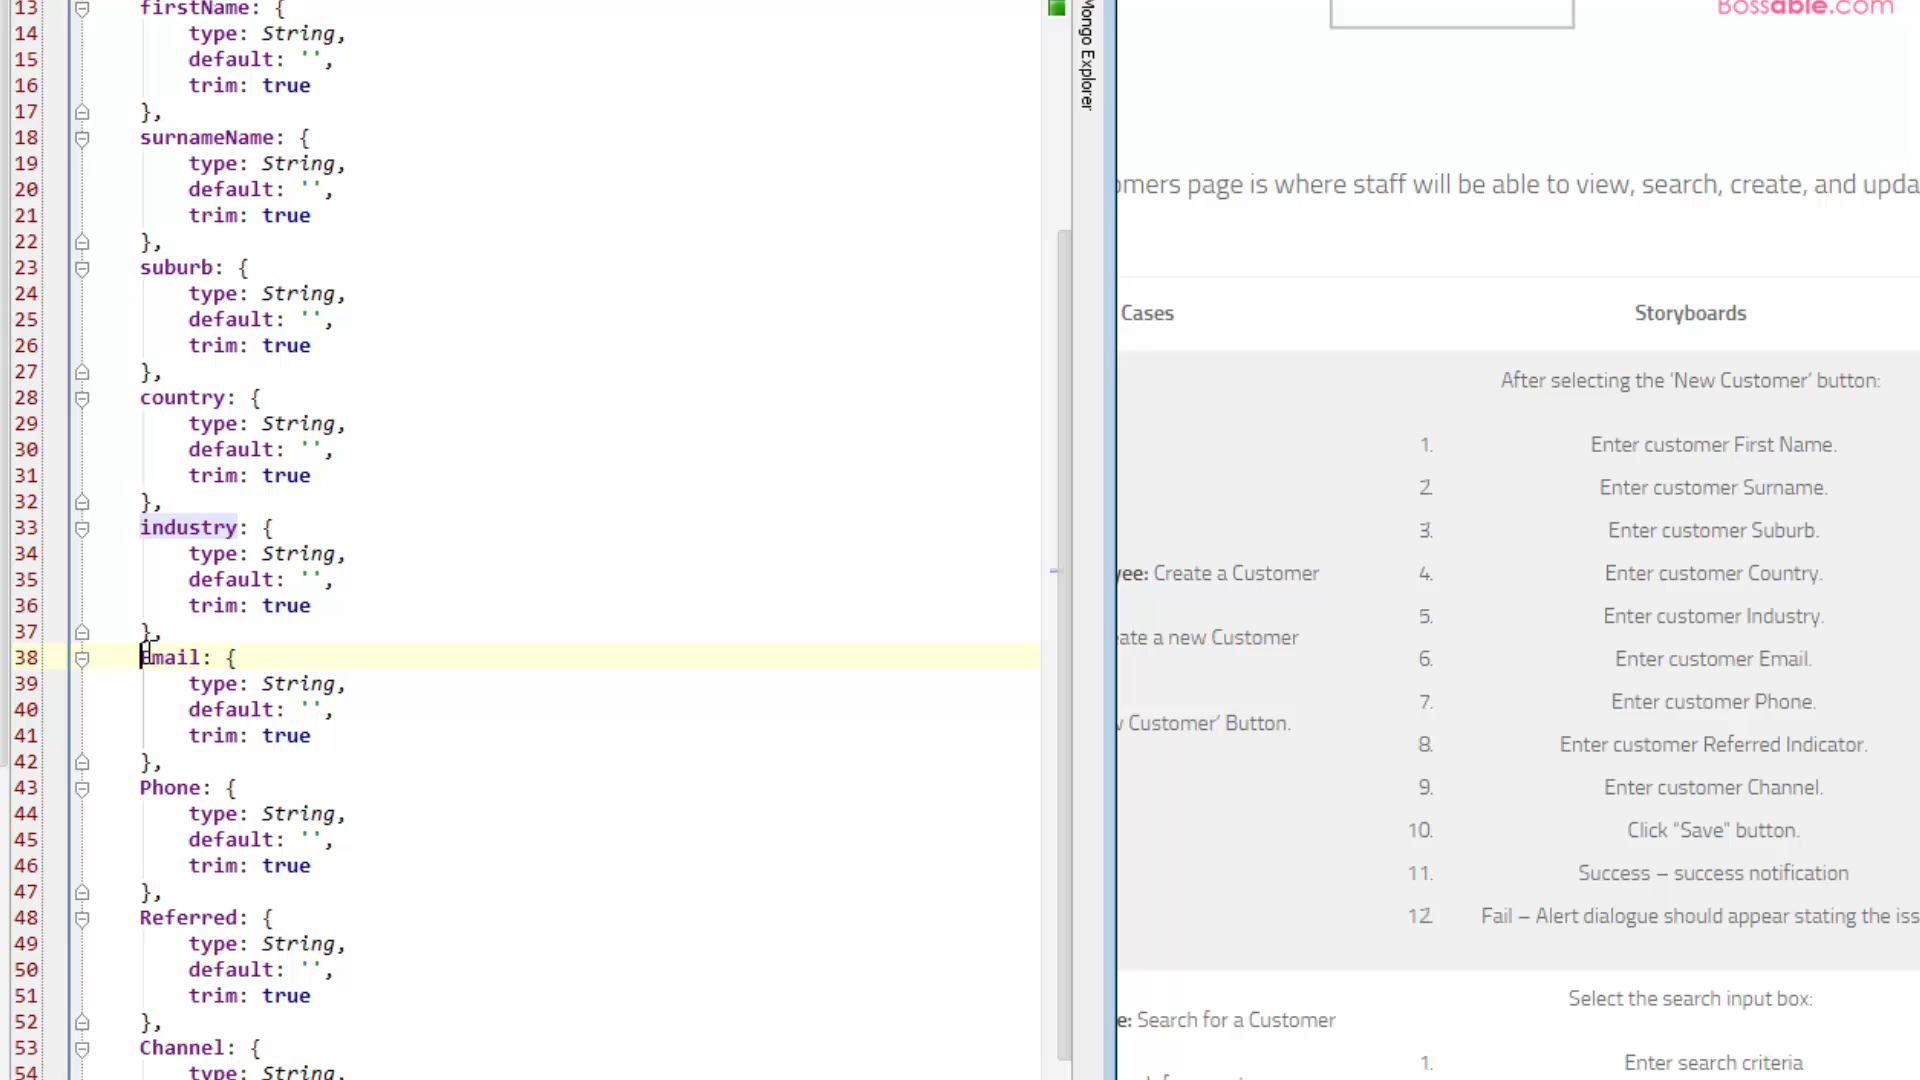 13 firstName: {
14 type: String,
15 default: '',
16 trim: true
17 },
18 surnameName: {
19 type: String,
20 default: '',
21 trim: true
22 },
23 suburb: {
24 type: String,
25 default: '',
26 trim: true
27 },
28 country: {
29 type: String,
30 default: '',
31 trim: true
32 },
33 industry: {
34 type: String,
35 default: '',
36 trim: true
37 },
38 Email: {
39 type: String,
40 default: '',
41 trim: true
42 },
43 Phone: {
44 type: String,
45 default: '',
46 trim: true
47 },
48 Referred: {
49 type: String,
50 default: '',
51 trim: true
52 },
53 Channel: {
54 type: String,
Mongo Explorer
Bossable.com
omers page is where staff will be able to view, search, create, and upda
Cases
Storyboards
After selecting the ‘New Customer’ button:
1. Enter customer First Name.
2. Enter customer Surname.
3. Enter customer Suburb.
4. Enter customer Country.
5. Enter customer Industry.
6. Enter customer Email.
7. Enter customer Phone.
8. Enter customer Referred Indicator.
9. Enter customer Channel.
10. Click "Save" button.
11. Success – success notification
12. Fail – Alert dialogue should appear stating the iss
yee: Create a Customer
eate a new Customer
w Customer’ Button.
Select the search input box:
e: Search for a Customer
1. Enter search criteria